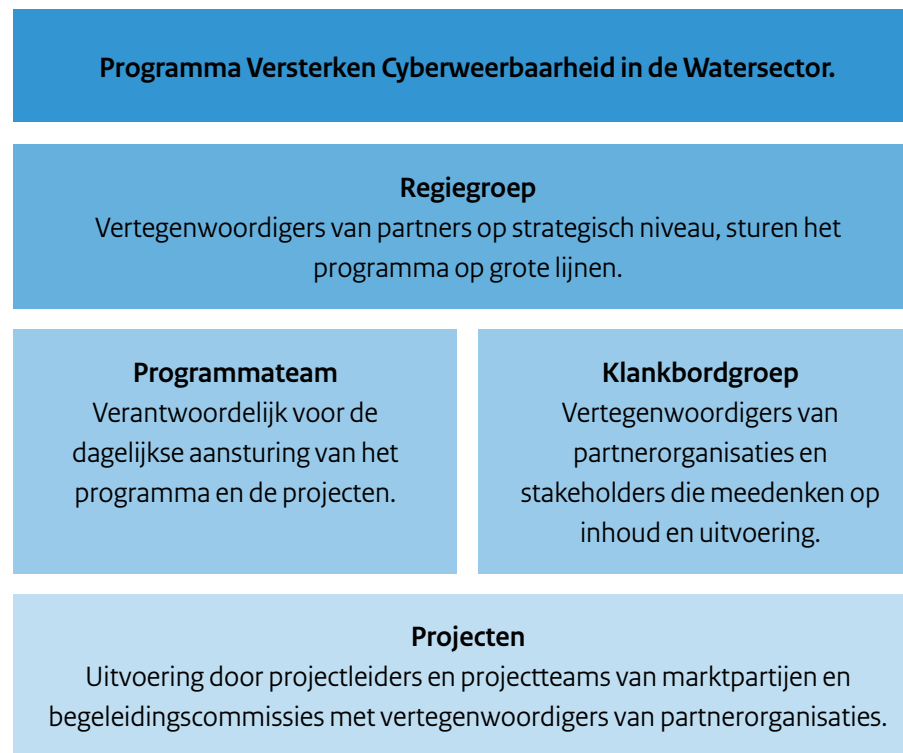 Programma Versterken Cyberweerbaarheid in de Watersector.
Regiegroep
Vertegenwoordigers van partners op strategisch niveau, sturen het
programma op grote lijnen.
Programmateam
Verantwoordelijk voor de
dagelijkse aansturing van het
programma en de projecten.
Klankbordgroep
Vertegenwoordigers van
partnerorganisaties en
stakeholders die meedenken op
inhoud en uitvoering.
Projecten
Uitvoering door projectleiders en projectteams van marktpartijen en
begeleidingscommissies met vertegenwoordigers van partnerorganisaties.